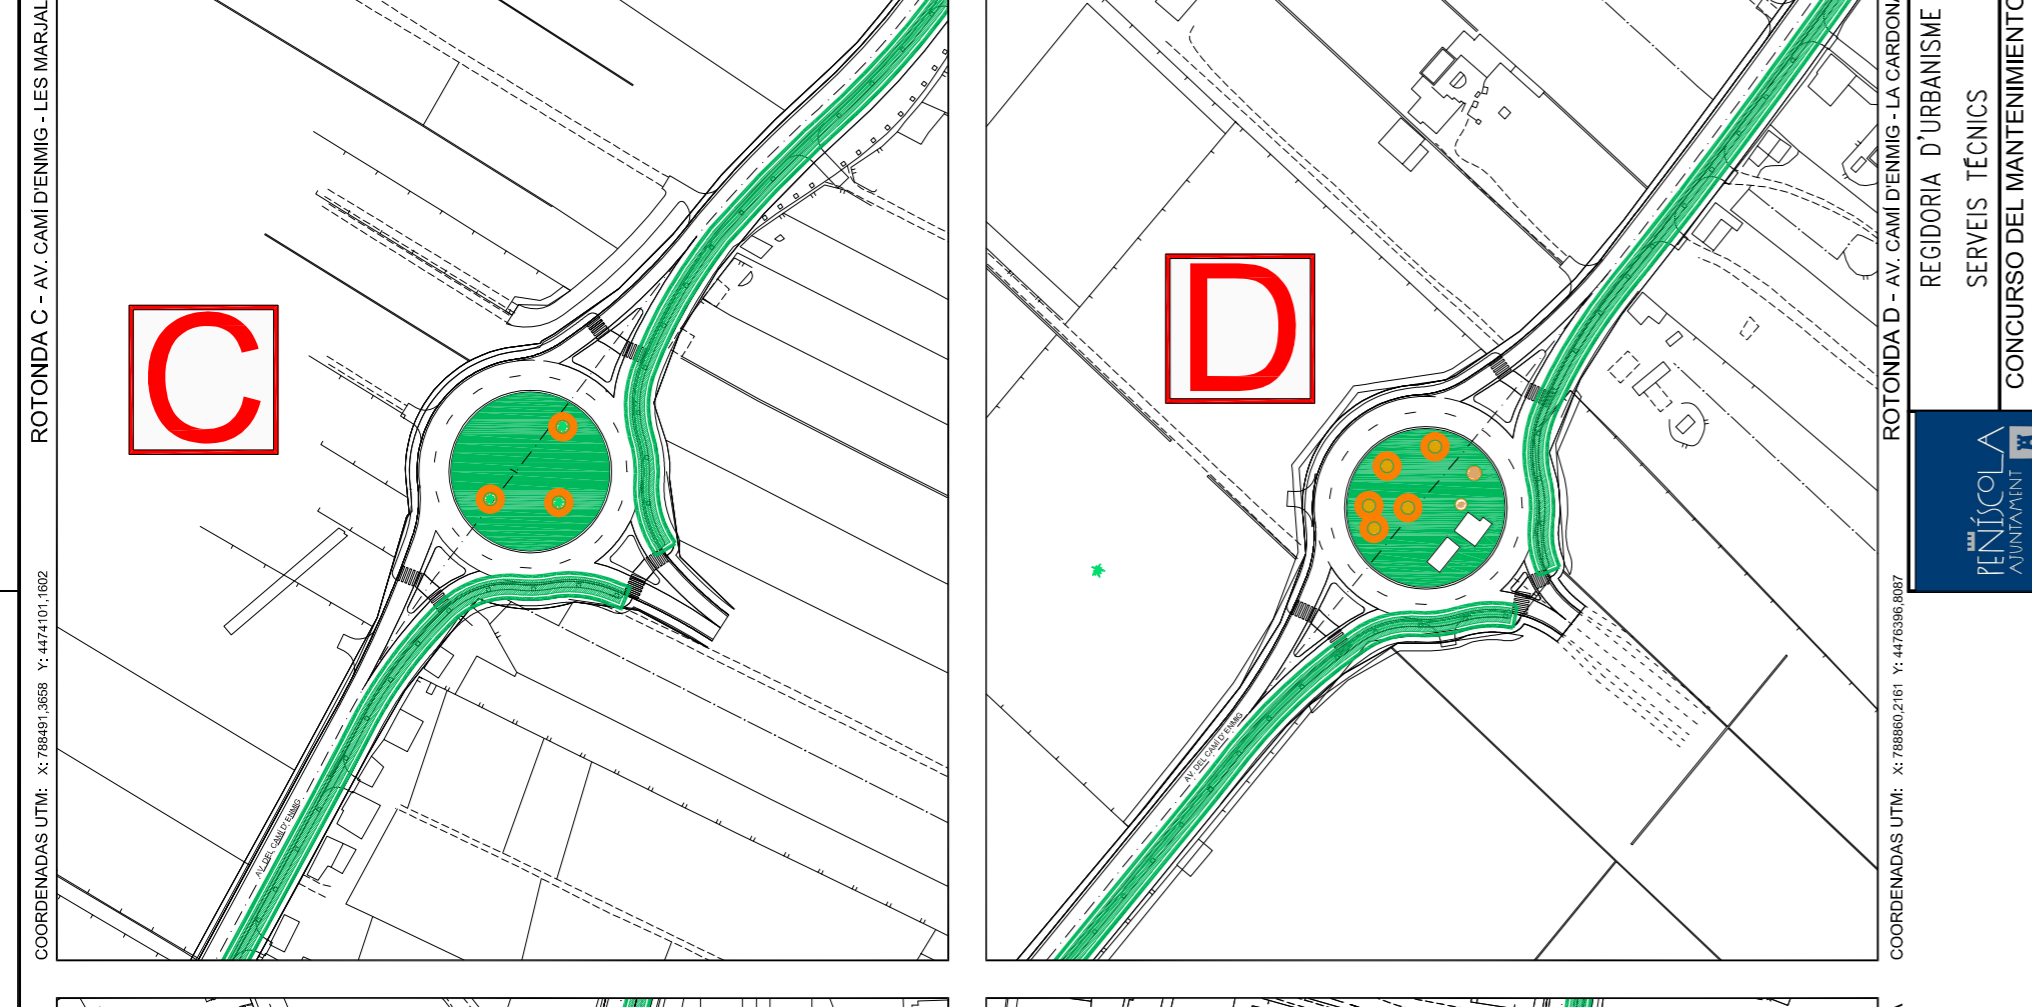 ROTONDA C - AV. CAMÍ D'ENMIG - LES MARJAL
COORDENADAS UTM: X: 788491,3658 Y: 4474101,1602
C
AV. DEL CAMÍ D' ENMIG
D
AV. DEL CAMÍ D' ENMIG
ROTONDA D - AV. CAMÍ D'ENMIG - LA CARDONA
COORDENADAS UTM: X: 788860,2161 Y: 4476396,8087
REGIDORIA D'URBANISME
SERVEIS TÉCNICS
CONCURSO DEL MANTENIMIENTO
PENÍSCOLA
AJUNTAMENT